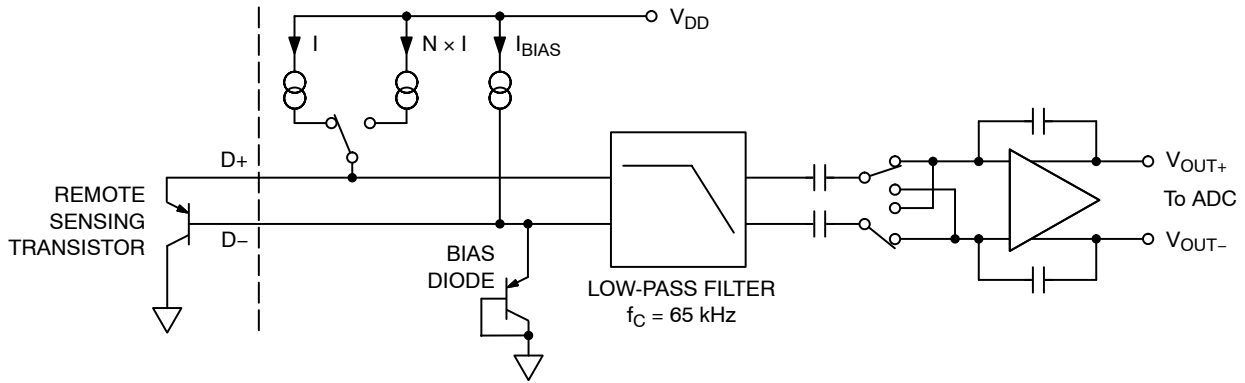 V_DD
I
N × I
I_BIAS
D+
REMOTE
SENSING
TRANSISTOR
D−
BIAS
DIODE
LOW-PASS FILTER
f_C = 65 kHz
V_OUT+
To ADC
V_OUT−